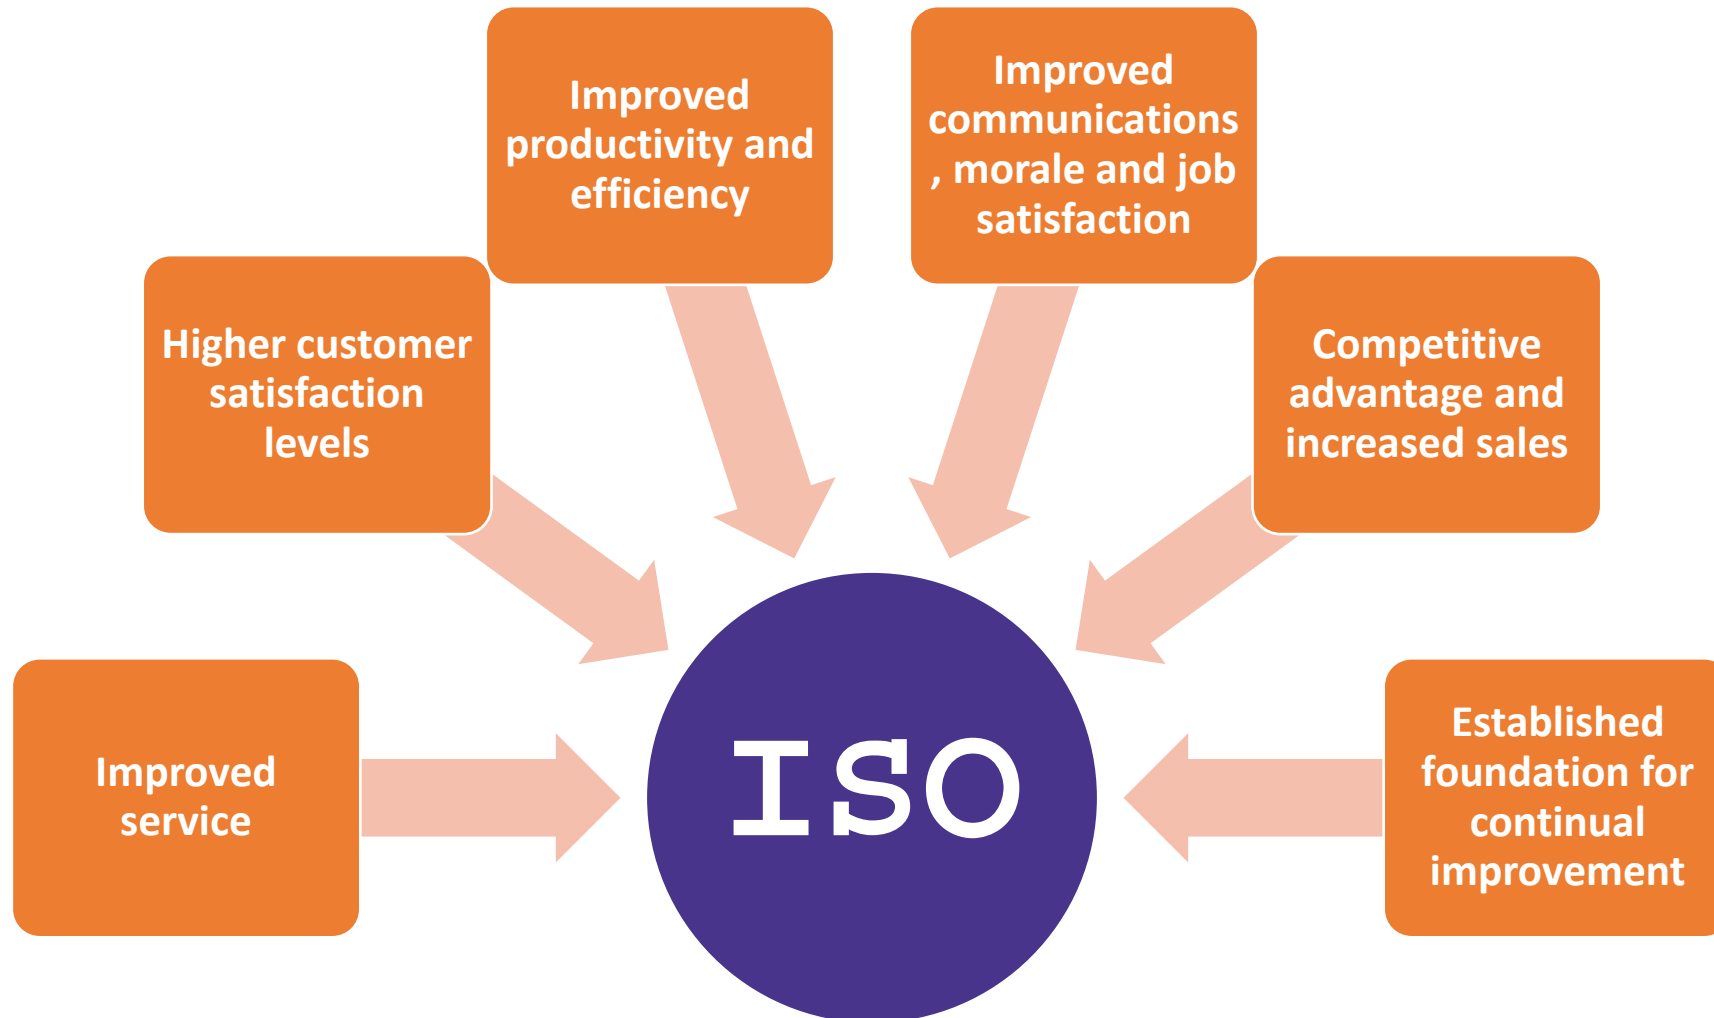 Improved
productivity and
efficiency
Improved
communications
, morale and job
satisfaction
Higher customer
satisfaction
levels
Competitive
advantage and
increased sales
Improved
service
ISO
Established
foundation for
continual
improvement